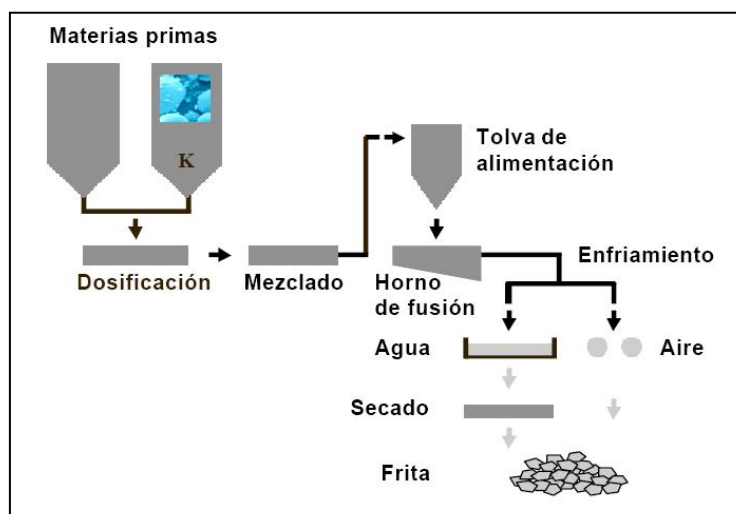 Materias primas
K
Tolva de
alimentación
Dosificación
Mezclado
Horno
de fusión
Enfriamiento
Agua
Aire
Secado
Frita